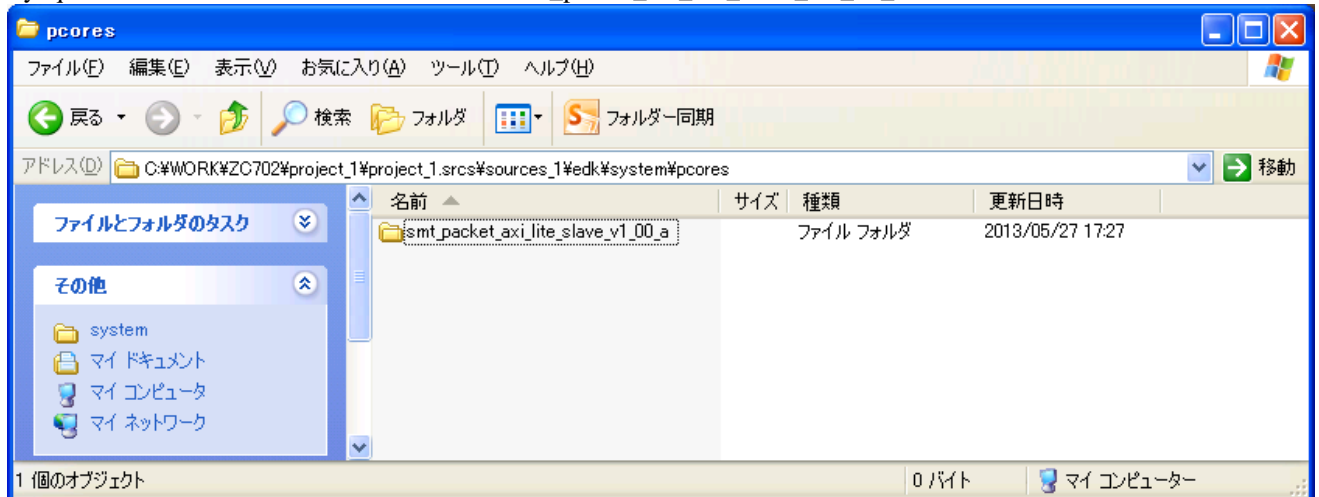 pcores
ファイル(F) 編集(E) 表示(V) お気に入り(A) ツール(T) ヘルプ(H)
戻る 検索 フォルダ フォルダー同期
アドレス(D) C:¥WORK¥ZC702¥project_1¥project_1.srcs¥sources_1¥edk¥system¥pcores 移動
名前 サイズ 種類 更新日時
ファイルとフォルダのタスク
smt_packet_axi_lite_slave_v1_00_a ファイル フォルダ 2013/05/27 17:27
その他
system
マイ ドキュメント
マイ コンピュータ
マイ ネットワーク
1 個のオブジェクト 0 バイト マイ コンピューター